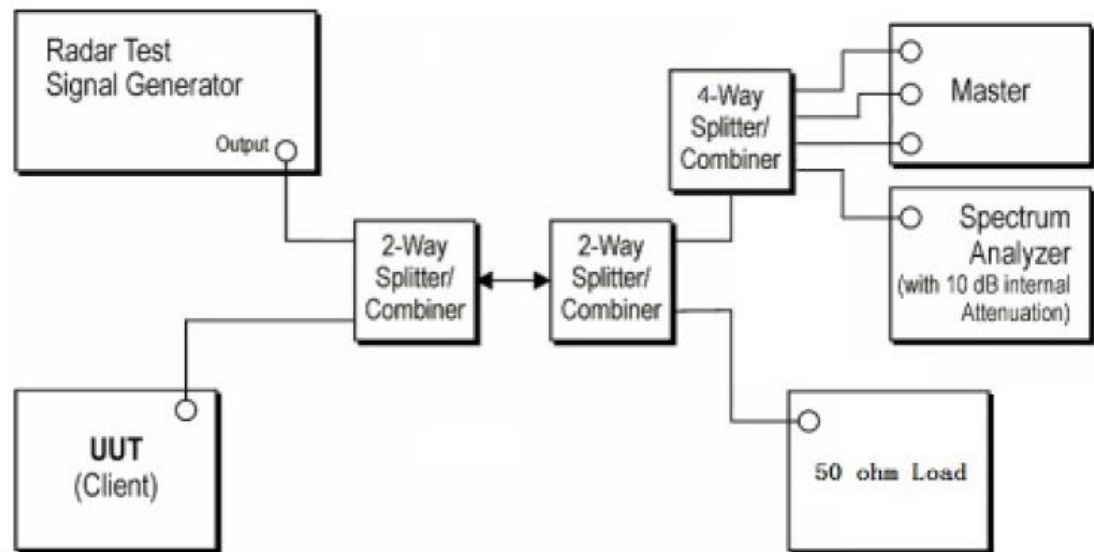 Radar Test
Signal Generator
Output
4-Way
Splitter/
Combiner
Master
2-Way
Splitter/
Combiner
2-Way
Splitter/
Combiner
Spectrum
Analyzer
(with 10 dB internal
Attenuation)
UUT
(Client)
50 ohm Load